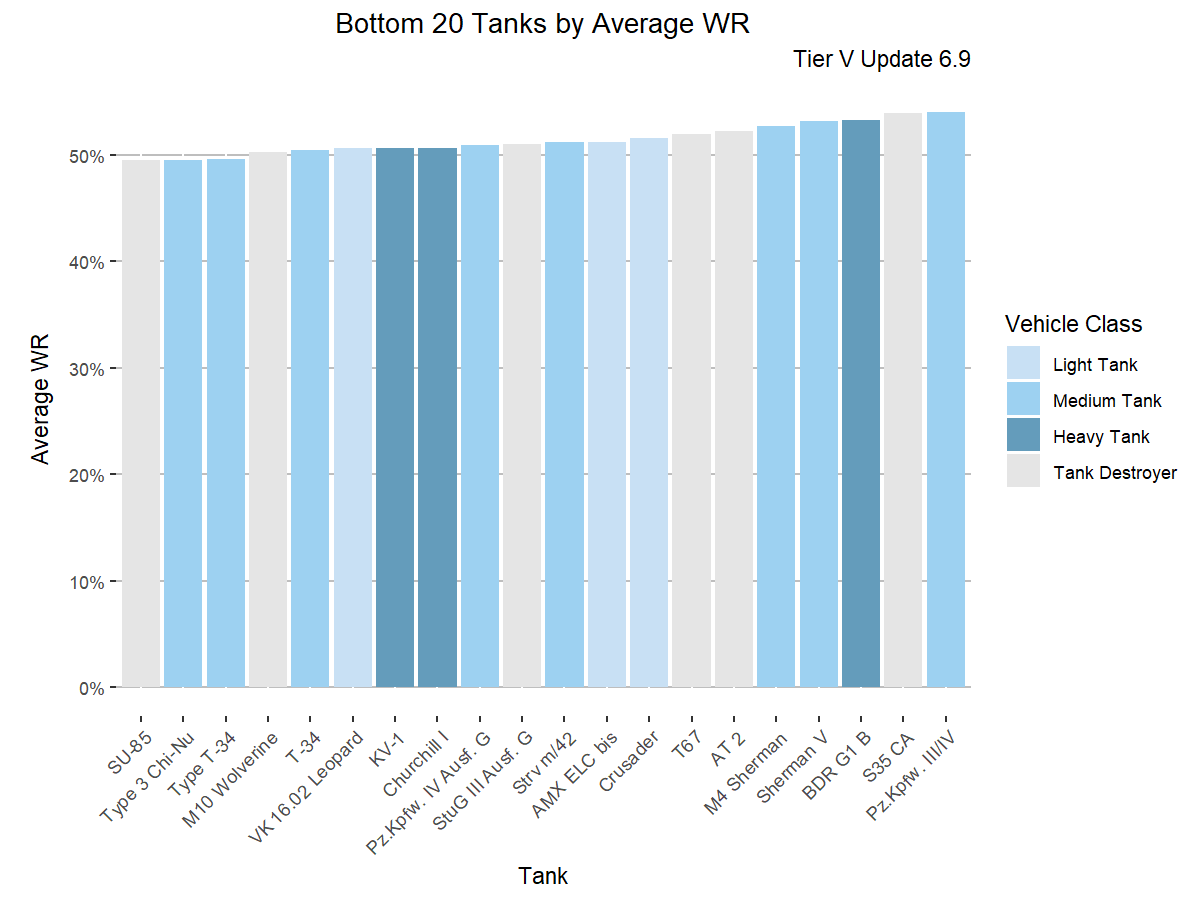 Bottom 20 Tanks by Average WR
Tier V Update 6.9
Average WR
50%
40%
30%
20%
10%
0%
SU-85
Type 3 Chi-Nu
Type T-34
M10 Wolverine
T-34
VK 16.02 Leopard
KV-1
Churchill I
Pz.Kpfw. IV Ausf. G
StuG III Ausf. G
Strv m/42
AMX ELC bis
Crusader
T67
AT 2
M4 Sherman
Sherman V
BDR G1 B
S35 CA
Pz.Kpfw. III/IV
Tank
Vehicle Class
Light Tank
Medium Tank
Heavy Tank
Tank Destroyer